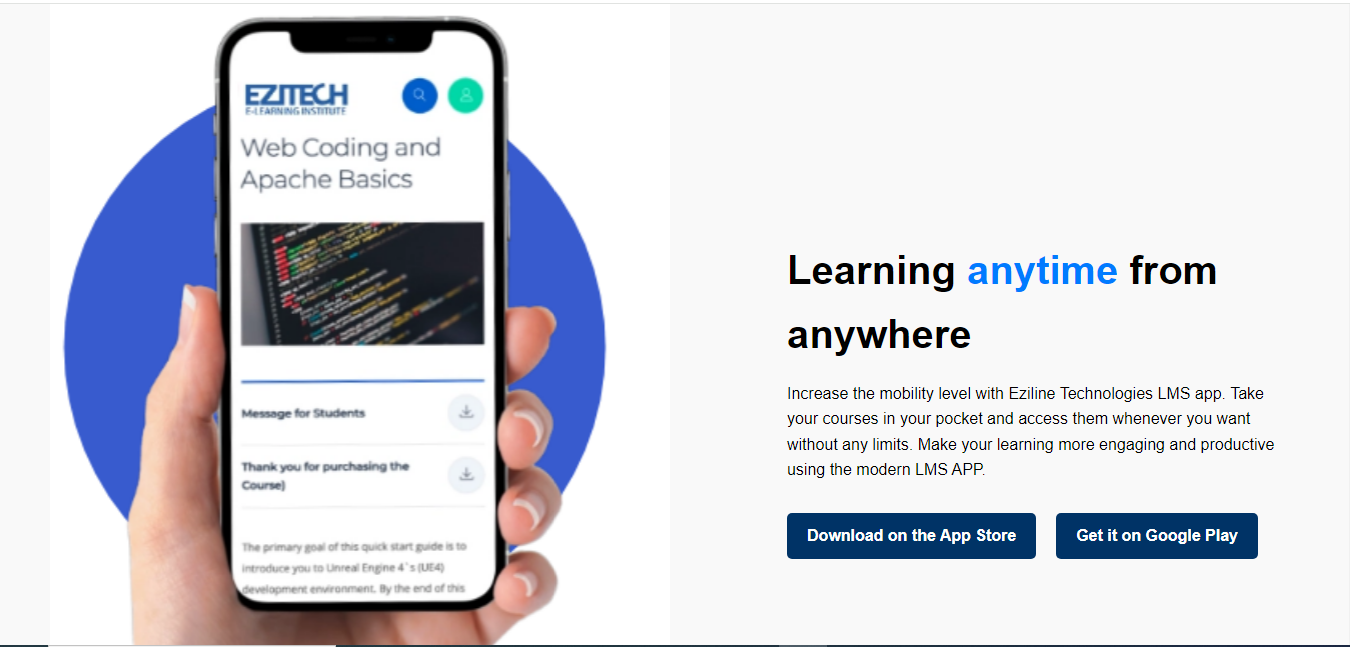 EZITECH
E-LEARNING INSTITUTE
Web Coding and
Apache Basics
Message for Students
Thank you for purchasing the
Course)
The primary goal of this quick start guide is to
introduce you to Unreal Engine 4`s (UE4)
development environment. By the end of this
Learning anytime from
anywhere
Increase the mobility level with Eziline Technologies LMS app. Take
your courses in your pocket and access them whenever you want
without any limits. Make your learning more engaging and productive
using the modern LMS APP.
Download on the App Store
Get it on Google Play